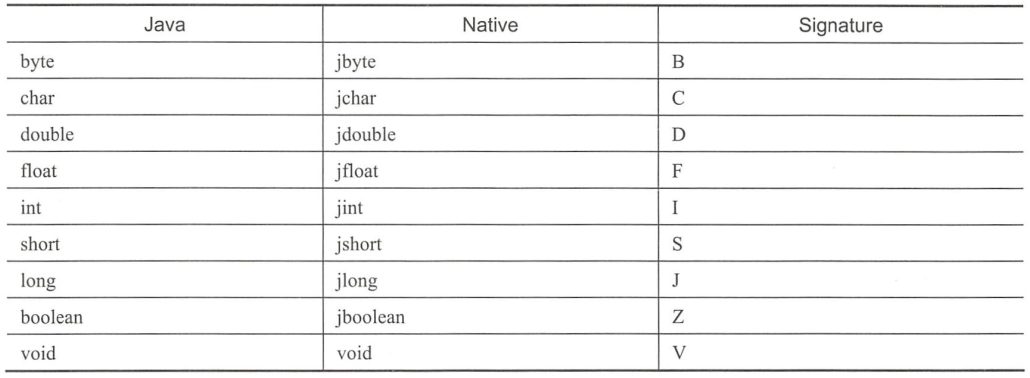 Java Native Signature
byte jbyte B
char jchar C
double jdouble D
float jfloat F
int jint I
short jshort S
long jlong J
boolean jboolean Z
void void V